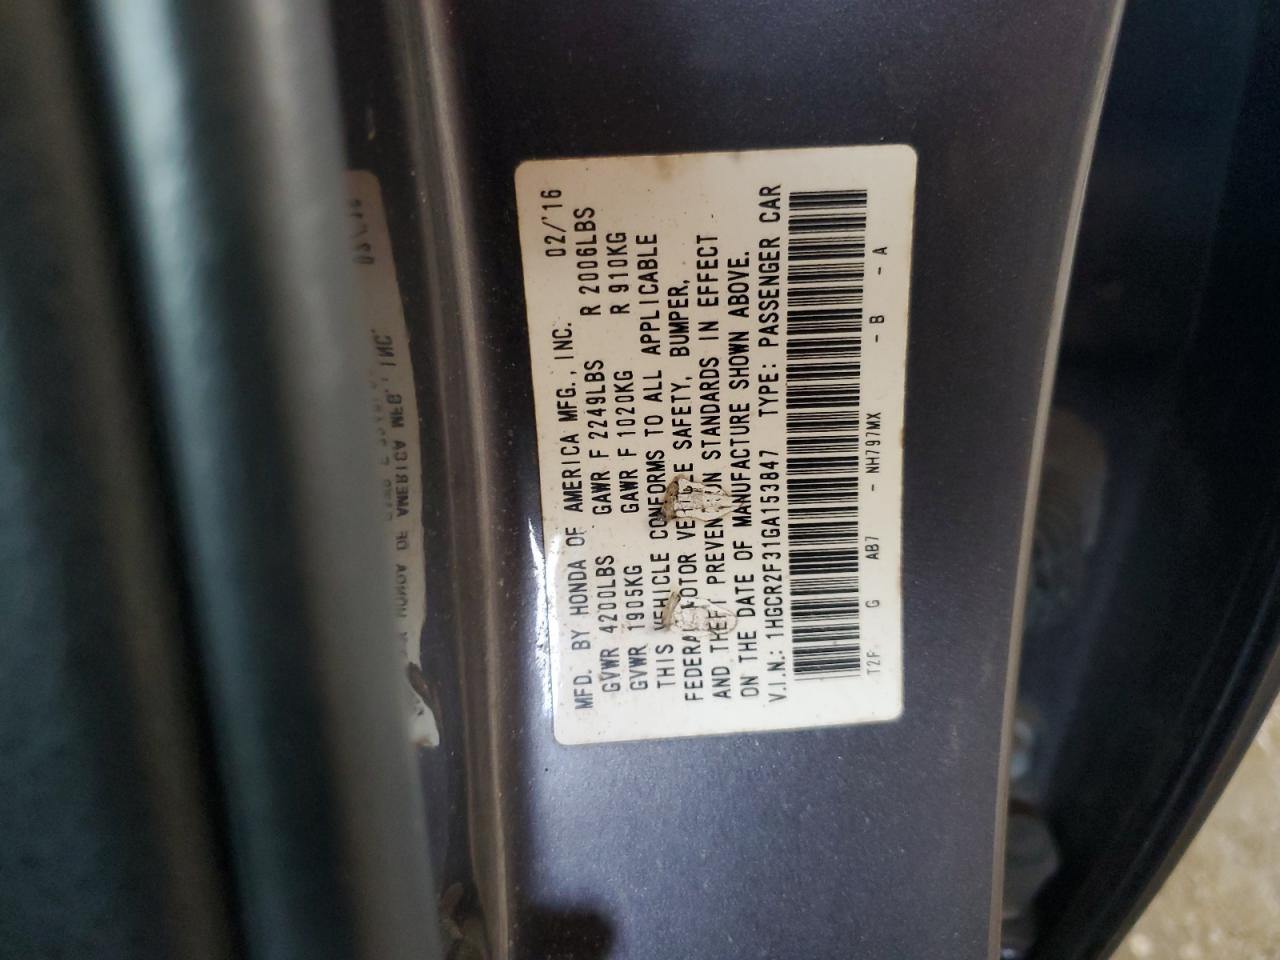 MFD. BY HONDA OF AMERICA MFG., INC. 02/'16
GVWR 4200LBS GAWR F 2249LBS R 2006LBS
GVWR 1905KG GAWR F 1020KG R 910KG
THIS VEHICLE CONFORMS TO ALL APPLICABLE
FEDERAL MOTOR VEHICLE SAFETY, BUMPER,
AND THEFT PREVENTION STANDARDS IN EFFECT
ON THE DATE OF MANUFACTURE SHOWN ABOVE.
V.I.N.: 1HGCR2F31GA153847 TYPE: PASSENGER CAR
T2F G AB7 - NH797MX - B - A